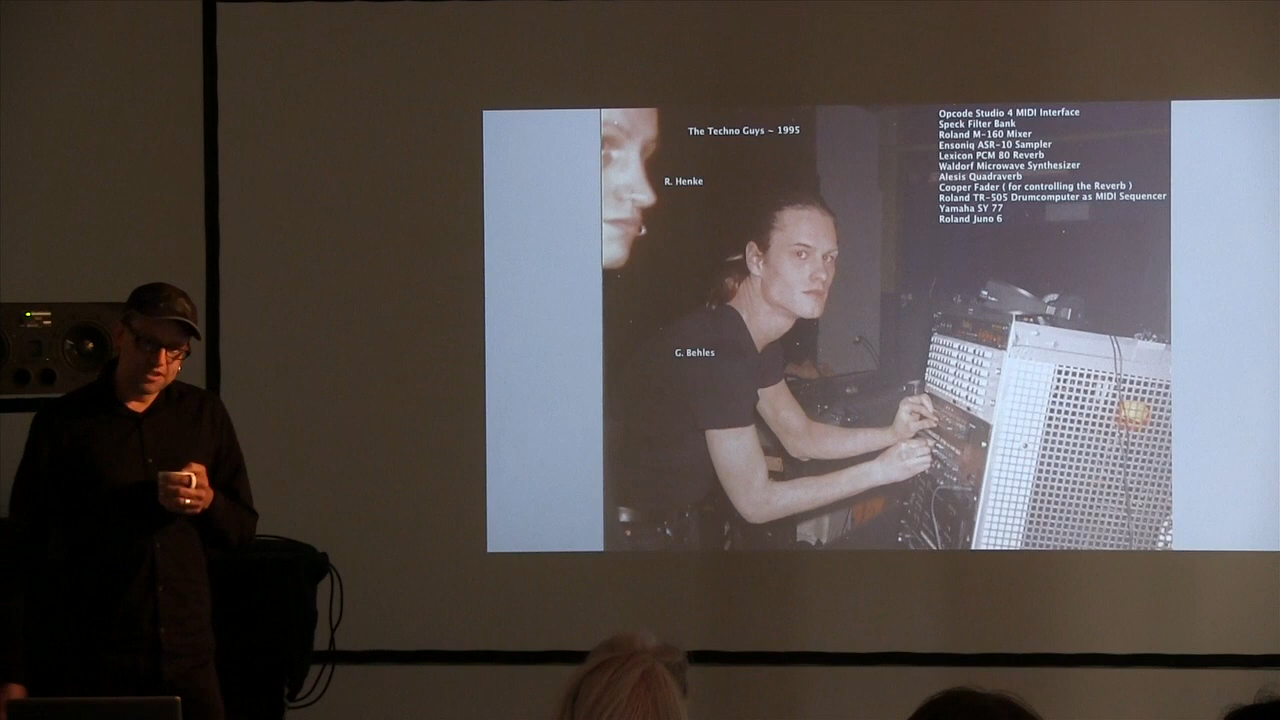 The Techno Guys ~ 1995
R. Henke
G. Behles
Opcode Studio 4 MIDI Interface
Speck Filter Bank
Roland M-160 Mixer
Ensoniq ASR-10 Sampler
Lexicon PCM 80 Reverb
Waldorf Microwave Synthesizer
Alesis Quadraverb
Cooper Fader ( for controlling the Reverb )
Roland TR-505 Drumcomputer as MIDI Sequencer
Yamaha SY 77
Roland Juno 6